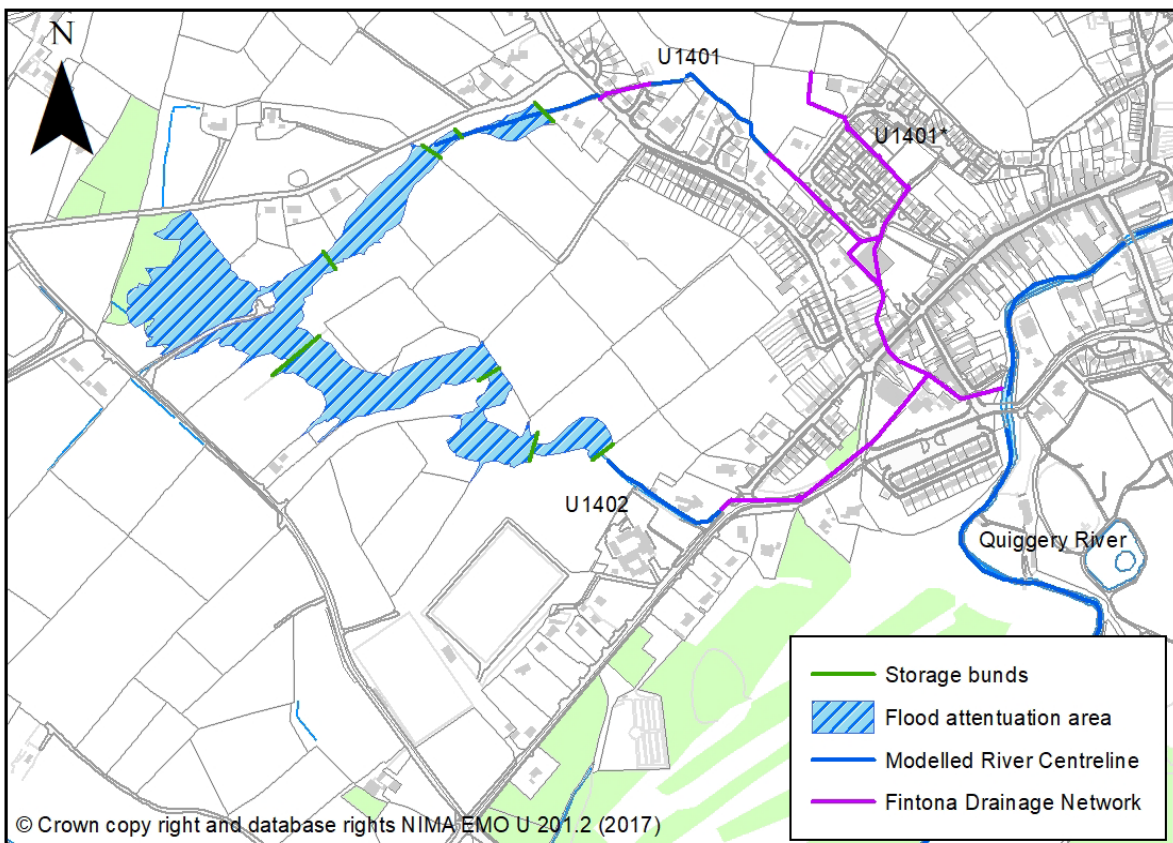 N
U1401
U1401*
U1402
Quiggery River
Storage bunds
Flood attentuation area
Modelled River Centreline
Fintona Drainage Network
© Crown copy right and database rights NIMA EMO U 201.2 (2017)